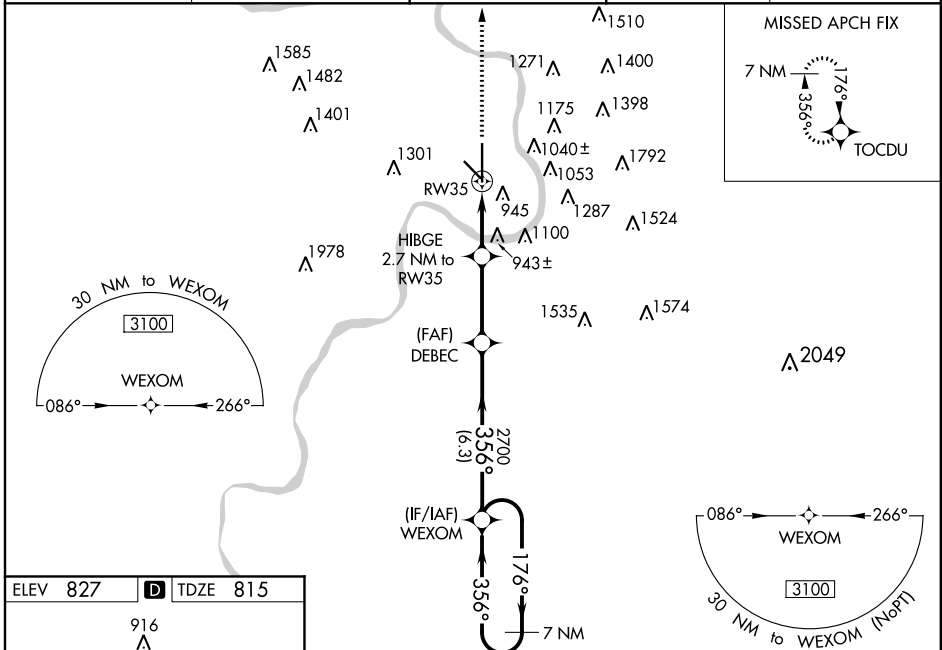 1510
MISSED APCH FIX
7 NM
176°
356°
TOCDU
1585
1482
1401
1271
1400
1175
1398
1301
1040±
1053
1792
RW35
945
1287
1524
1100
943±
HIBGE
2.7 NM to
RW35
1978
30 NM to WEXOM
3100
WEXOM
086°
266°
1535
1574
(FAF)
DEBEC
2049
2700
356°
(6.3)
(IF/IAF)
WEXOM
176°
356°
7 NM
086°
266°
WEXOM
3100
30 NM to WEXOM (NoPT)
ELEV 827 D TDZE 815
916